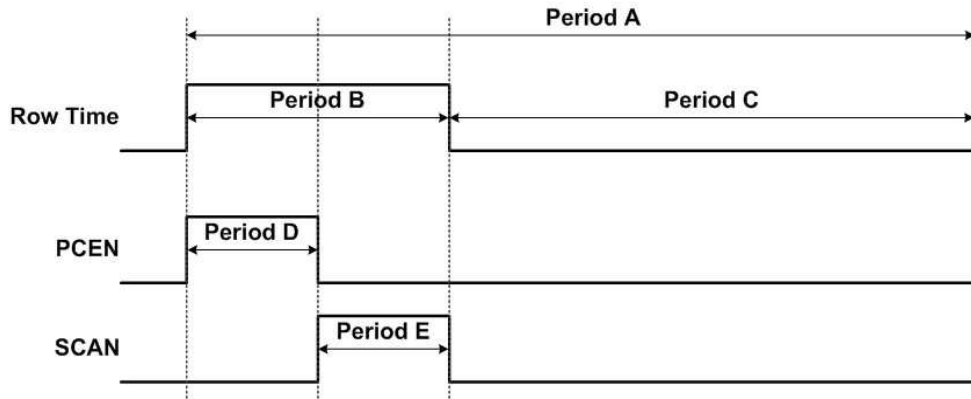 Period A
Row Time
Period B
Period C
PCEN
Period D
SCAN
Period E